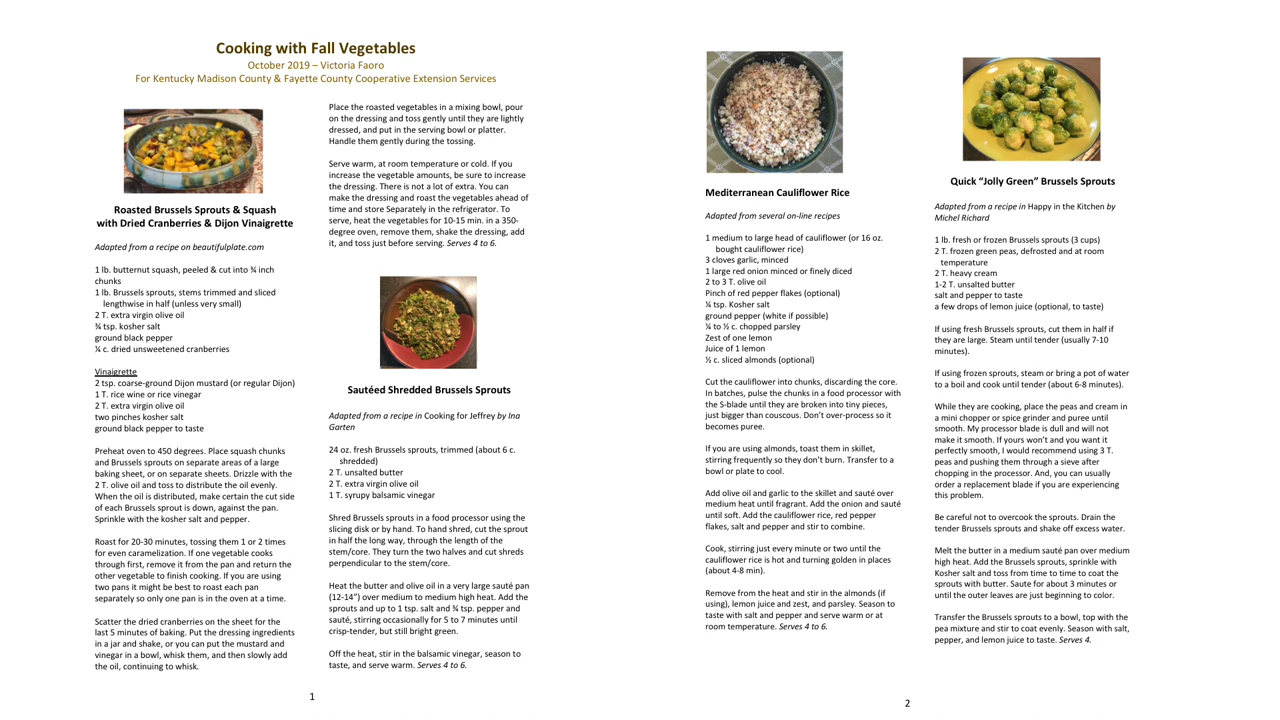 Cooking with Fall Vegetables
October 2019 – Victoria Faoro
For Kentucky Madison County & Fayette County Cooperative Extension Services
Roasted Brussels Sprouts & Squash
with Dried Cranberries & Dijon Vinaigrette
Adapted from a recipe on beautifulplate.com
1 lb. butternut squash, peeled & cut into ¾ inch
chunks
1 lb. Brussels sprouts, stems trimmed and sliced
lengthwise in half (unless very small)
2 T. extra virgin olive oil
¾ tsp. kosher salt
ground black pepper
¼ c. dried unsweetened cranberries
Vinaigrette
2 tsp. coarse-ground Dijon mustard (or regular Dijon)
1 T. rice wine or rice vinegar
2 T. extra virgin olive oil
two pinches kosher salt
ground black pepper to taste
Preheat oven to 450 degrees. Place squash chunks
and Brussels sprouts on separate areas of a large
baking sheet, or on separate sheets. Drizzle with the
2 T. olive oil and toss to distribute the oil evenly.
When the oil is distributed, make certain the cut side
of each Brussels sprout is down, against the pan.
Sprinkle with the kosher salt and pepper.
Roast for 20-30 minutes, tossing them 1 or 2 times
for even caramelization. If one vegetable cooks
through first, remove it from the pan and return the
other vegetable to finish cooking. If you are using
two pans it might be best to roast each pan
separately so only one pan is in the oven at a time.
Scatter the dried cranberries on the sheet for the
last 5 minutes of baking. Put the dressing ingredients
in a jar and shake, or you can put the mustard and
vinegar in a bowl, whisk them, and then slowly add
the oil, continuing to whisk.
Place the roasted vegetables in a mixing bowl, pour
on the dressing and toss gently until they are lightly
dressed, and put in the serving bowl or platter.
Handle them gently during the tossing.
Serve warm, at room temperature or cold. If you
increase the vegetable amounts, be sure to increase
the dressing. There is not a lot of extra. You can
make the dressing and roast the vegetables ahead of
time and store Separately in the refrigerator. To
serve, heat the vegetables for 10-15 min. in a 350-
degree oven, remove them, shake the dressing, add
it, and toss just before serving. Serves 4 to 6.
Sautéed Shredded Brussels Sprouts
Adapted from a recipe in Cooking for Jeffrey by Ina
Garten
24 oz. fresh Brussels sprouts, trimmed (about 6 c.
shredded)
2 T. unsalted butter
2 T. extra virgin olive oil
1 T. syrupy balsamic vinegar
Shred Brussels sprouts in a food processor using the
slicing disk or by hand. To hand shred, cut the sprout
in half the long way, through the length of the
stem/core. They turn the two halves and cut shreds
perpendicular to the stem/core.
Heat the butter and olive oil in a very large sauté pan
(12-14”) over medium to medium high heat. Add the
sprouts and up to 1 tsp. salt and ¾ tsp. pepper and
sauté, stirring occasionally for 5 to 7 minutes until
crisp-tender, but still bright green.
Off the heat, stir in the balsamic vinegar, season to
taste, and serve warm. Serves 4 to 6.
1
Mediterranean Cauliflower Rice
Adapted from several on-line recipes
1 medium to large head of cauliflower (or 16 oz.
bought cauliflower rice)
3 cloves garlic, minced
1 large red onion minced or finely diced
2 to 3 T. olive oil
Pinch of red pepper flakes (optional)
¼ tsp. Kosher salt
ground pepper (white if possible)
¼ to ½ c. chopped parsley
Zest of one lemon
Juice of 1 lemon
½ c. sliced almonds (optional)
Cut the cauliflower into chunks, discarding the core.
In batches, pulse the chunks in a food processor with
the S-blade until they are broken into tiny pieces,
just bigger than couscous. Don’t over-process so it
becomes puree.
If you are using almonds, toast them in skillet,
stirring frequently so they don’t burn. Transfer to a
bowl or plate to cool.
Add olive oil and garlic to the skillet and sauté over
medium heat until fragrant. Add the onion and sauté
until soft. Add the cauliflower rice, red pepper
flakes, salt and pepper and stir to combine.
Cook, stirring just every minute or two until the
cauliflower rice is hot and turning golden in places
(about 4-8 min).
Remove from the heat and stir in the almonds (if
using), lemon juice and zest, and parsley. Season to
taste with salt and pepper and serve warm or at
room temperature. Serves 4 to 6.
Quick “Jolly Green” Brussels Sprouts
Adapted from a recipe in Happy in the Kitchen by
Michel Richard
1 lb. fresh or frozen Brussels sprouts (3 cups)
2 T. frozen green peas, defrosted and at room
temperature
2 T. heavy cream
1-2 T. unsalted butter
salt and pepper to taste
a few drops of lemon juice (optional, to taste)
If using fresh Brussels sprouts, cut them in half if
they are large. Steam until tender (usually 7-10
minutes).
If using frozen sprouts, steam or bring a pot of water
to a boil and cook until tender (about 6-8 minutes).
While they are cooking, place the peas and cream in
a mini chopper or spice grinder and puree until
smooth. My processor blade is dull and will not
make it smooth. If yours won’t and you want it
perfectly smooth, I would recommend using 3 T.
peas and pushing them through a sieve after
chopping in the processor. And, you can usually
order a replacement blade if you are experiencing
this problem.
Be careful not to overcook the sprouts. Drain the
tender Brussels sprouts and shake off excess water.
Melt the butter in a medium sauté pan over medium
high heat. Add the Brussels sprouts, sprinkle with
Kosher salt and toss from time to time to coat the
sprouts with butter. Saute for about 3 minutes or
until the outer leaves are just beginning to color.
Transfer the Brussels sprouts to a bowl, top with the
pea mixture and stir to coat evenly. Season with salt,
pepper, and lemon juice to taste. Serves 4.
2